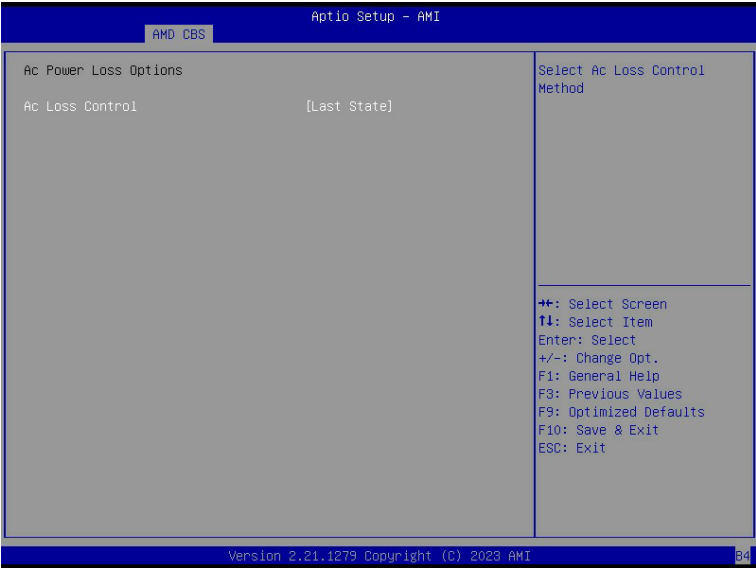 Aptio Setup – AMI
AMD CBS
Ac Power Loss Options
Ac Loss Control [Last State]
Select Ac Loss Control
Method
→←: Select Screen
↑↓: Select Item
Enter: Select
+/-: Change Opt.
F1: General Help
F3: Previous Values
F9: Optimized Defaults
F10: Save & Exit
ESC: Exit
Version 2.21.1279 Copyright (C) 2023 AMI
B4